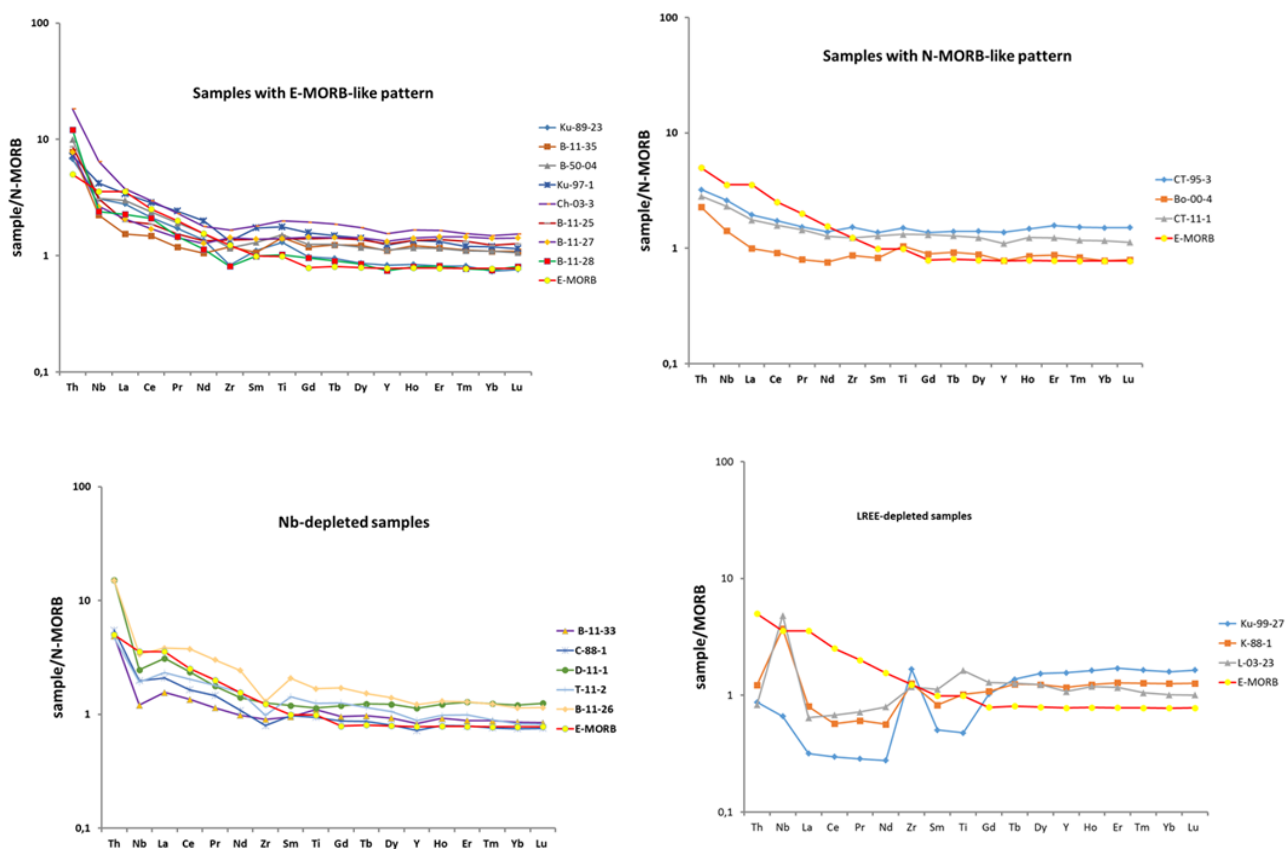 Samples with E-MORB-like pattern
sample/N-MORB
100
10
1
0,1
Th Nb La Ce Pr Nd Zr Sm Ti Gd Tb Dy Y Ho Er Tm Yb Lu
Ku-89-23
B-11-35
B-50-04
Ku-97-1
Ch-03-3
B-11-25
B-11-27
B-11-28
E-MORB
Samples with N-MORB-like pattern
sample/N-MORB
100
10
1
0,1
Th Nb La Ce Pr Nd Zr Sm Ti Gd Tb Dy Y Ho Er Tm Yb Lu
CT-95-3
Bo-00-4
CT-11-1
E-MORB
Nb-depleted samples
sample/N-MORB
100
10
1
0,1
Th Nb La Ce Pr Nd Zr Sm Ti Gd Tb Dy Y Ho Er Tm Yb Lu
B-11-33
C-88-1
D-11-1
T-11-2
B-11-26
E-MORB
LREE-depleted samples
sample/MORB
100
10
1
0,1
Th Nb La Ce Pr Nd Zr Sm Ti Gd Tb Dy Y Ho Er Tm Yb Lu
Ku-99-27
K-88-1
L-03-23
E-MORB